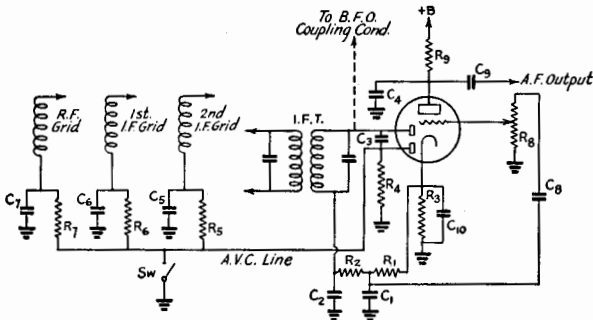 To B.F.O.
Coupling Cond.
+B
R9
C9
A.F. Output
C4
R.F.
Grid
1st.
I.F. Grid
2nd
I.F. Grid
I.F.T.
C3
R8
C8
R4
R3
C10
C7
R7
C6
R6
C5
R5
A.V.C. Line
Sw
R2
R1
C2
C1